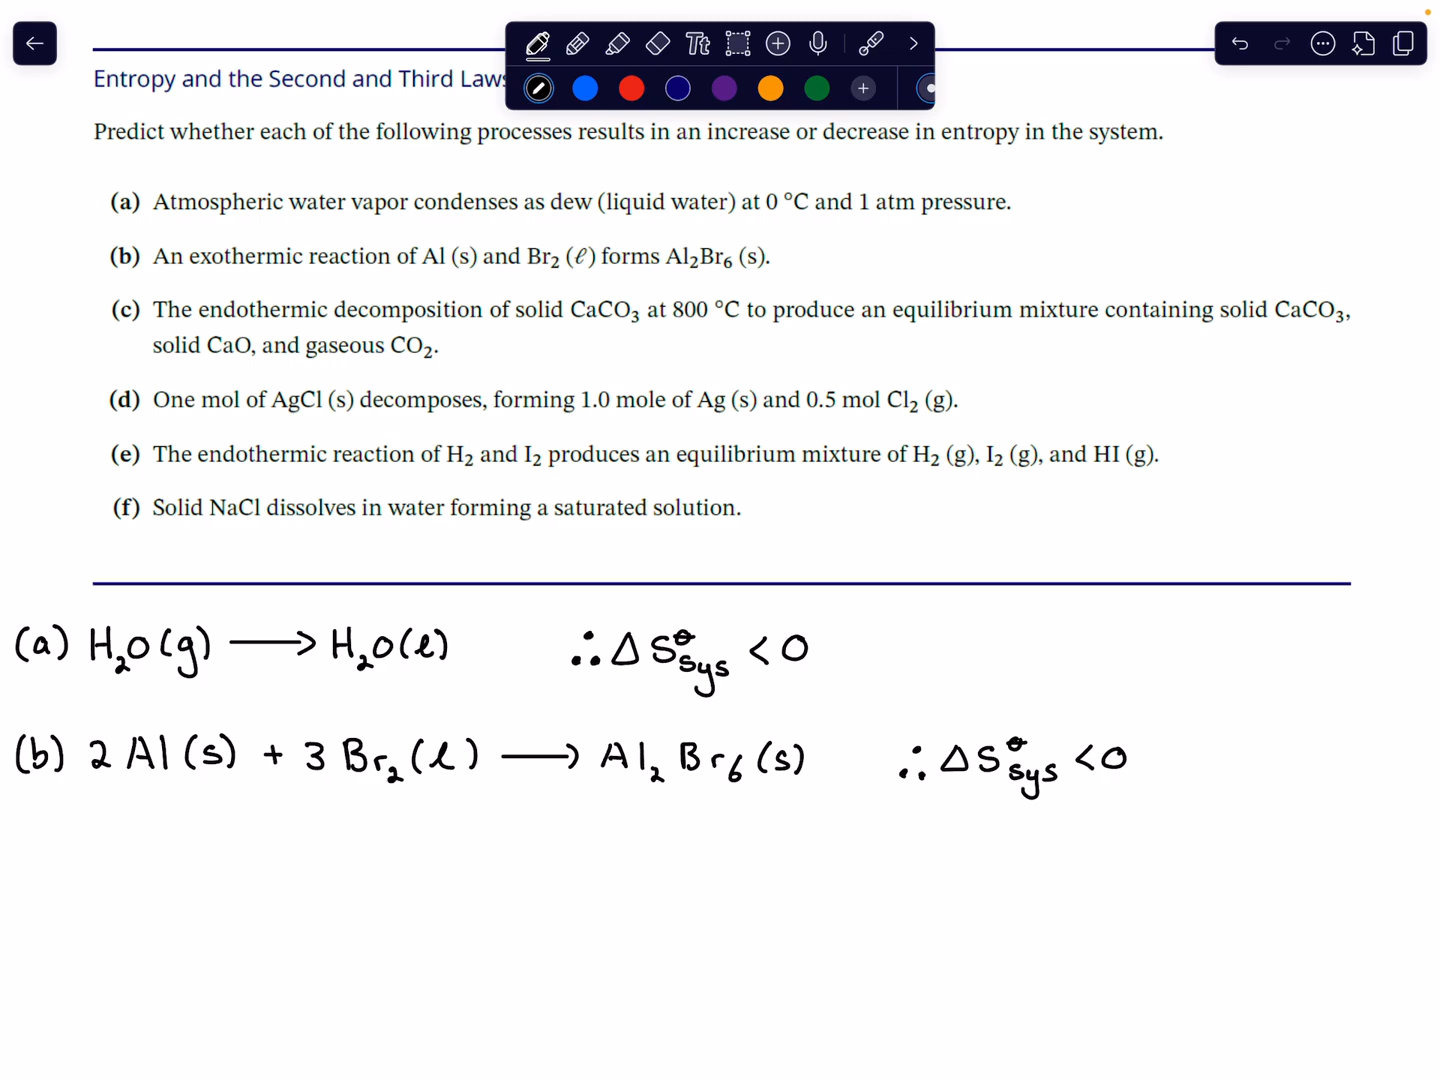 Tt
Entropy and the Second and Third Laws
Predict whether each of the following processes results in an increase or decrease in entropy in the system.
(a) Atmospheric water vapor condenses as dew (liquid water) at 0 °C and 1 atm pressure.
(b) An exothermic reaction of Al (s) and Br₂ (ℓ) forms Al₂Br₆ (s).
(c) The endothermic decomposition of solid CaCO₃ at 800 °C to produce an equilibrium mixture containing solid CaCO₃,
solid CaO, and gaseous CO₂.
(d) One mol of AgCl (s) decomposes, forming 1.0 mole of Ag (s) and 0.5 mol Cl₂ (g).
(e) The endothermic reaction of H₂ and I₂ produces an equilibrium mixture of H₂ (g), I₂ (g), and HI (g).
(f) Solid NaCl dissolves in water forming a saturated solution.
(a) H₂O(g) ⟶ H₂O(ℓ) ∴ΔS°sys < 0
(b) 2 Al(s) + 3 Br₂(ℓ) ⟶ Al₂Br₆(s) ∴ΔS°sys < 0